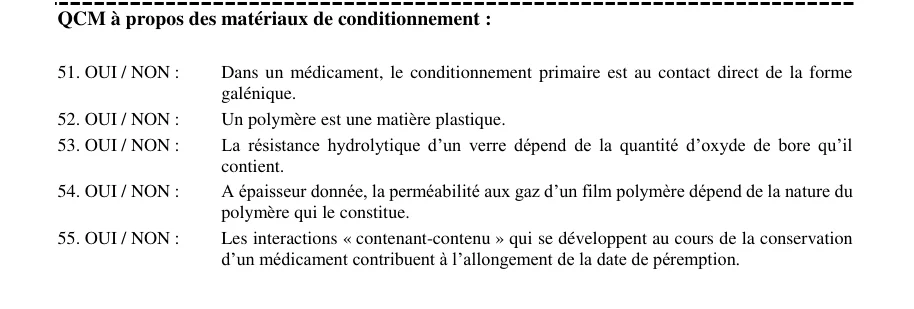 QCM à propos des matériaux de conditionnement :
51. OUI / NON : Dans un médicament, le conditionnement primaire est au contact direct de la forme
galénique.
52. OUI / NON : Un polymère est une matière plastique.
53. OUI / NON : La résistance hydrolytique d’un verre dépend de la quantité d’oxyde de bore qu’il
contient.
54. OUI / NON : A épaisseur donnée, la perméabilité aux gaz d’un film polymère dépend de la nature du
polymère qui le constitue.
55. OUI / NON : Les interactions « contenant-contenu » qui se développent au cours de la conservation
d’un médicament contribuent à l’allongement de la date de péremption.